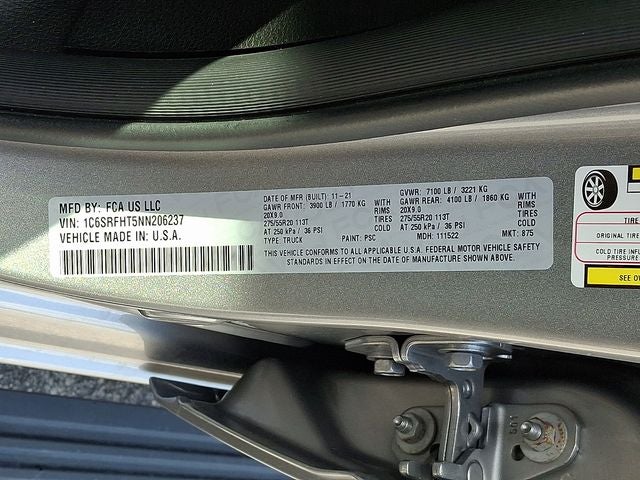 MFD BY: FCA US LLC
VIN: 1C6SRFHT5NN206237
VEHICLE MADE IN: U.S.A.
DATE OF MFR (BUILT): 11-21
GAWR FRONT: 3900 LB / 1770 KG WITH
20X9.0 RIMS
275/55R20 113T TIRES
AT 250 kPa / 36 PSI COLD
TYPE: TRUCK PAINT: PSC
GVWR: 7100 LB / 3221 KG
GAWR REAR: 4100 LB / 1860 KG WITH
20X9.0 RIMS
275/55R20 113T TIRES
AT 250 kPa / 36 PSI COLD
MDH: 111522 MKT: 875
THIS VEHICLE CONFORMS TO ALL APPLICABLE U.S.A. FEDERAL MOTOR VEHICLE SAFETY
STANDARDS IN EFFECT ON THE DATE OF MANUFACTURE SHOWN ABOVE.
TIRE
ORIGINAL TIRE
COLD TIRE INFL
PRESSURE
SEE O